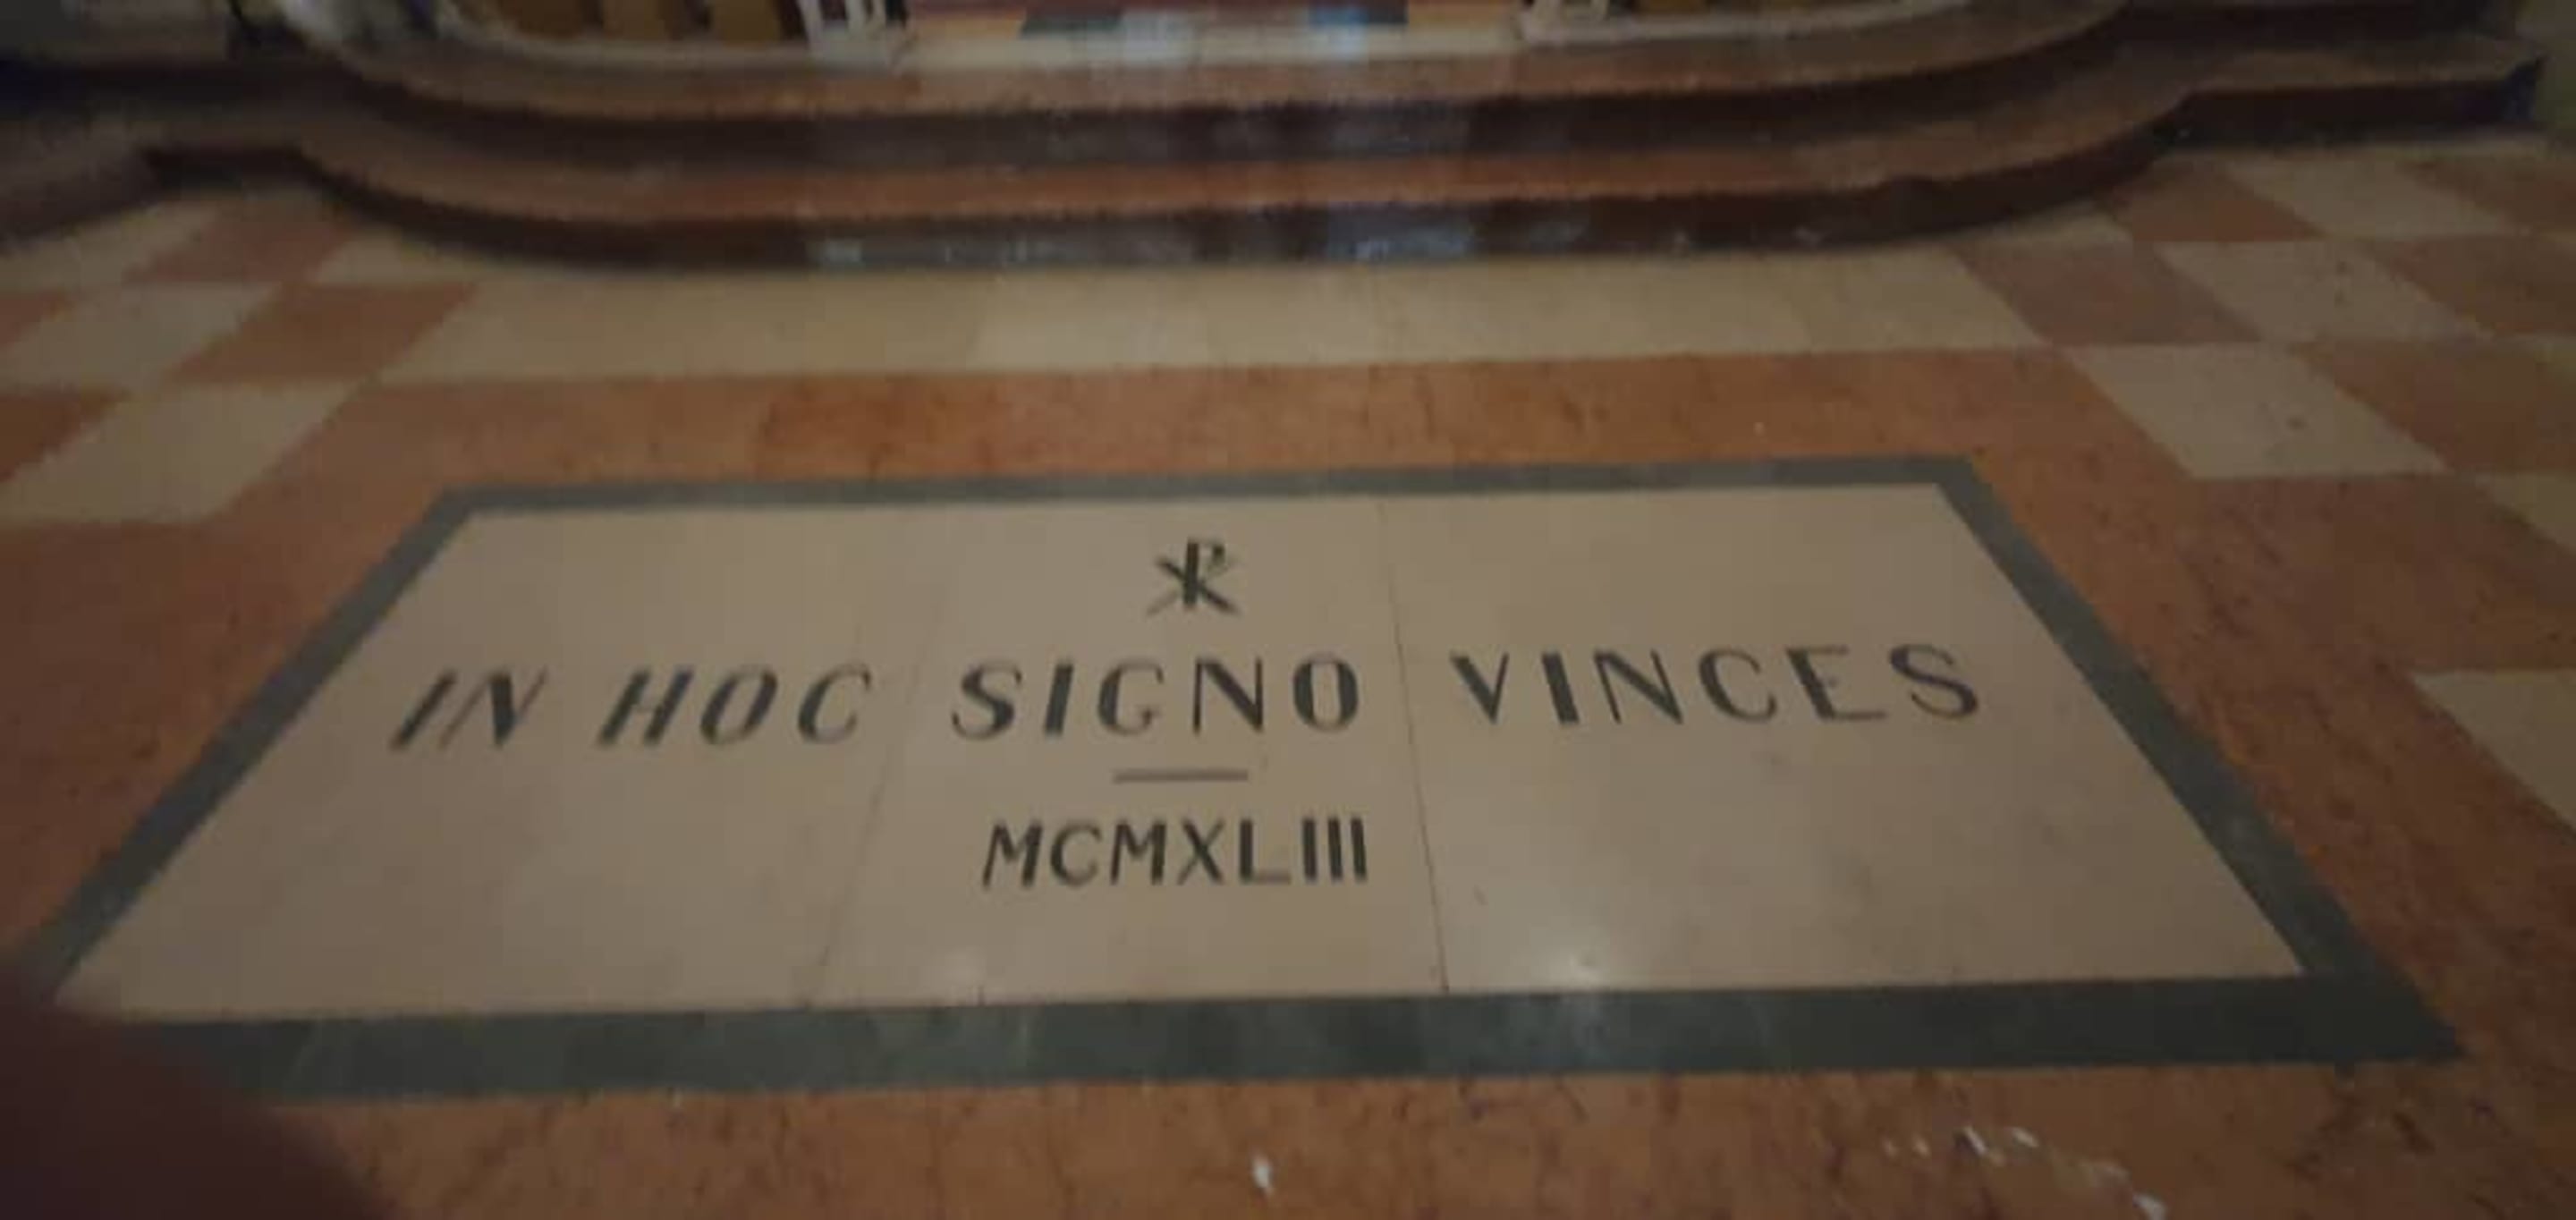 ☧
IN HOC SIGNO VINCES
MCMXLIII